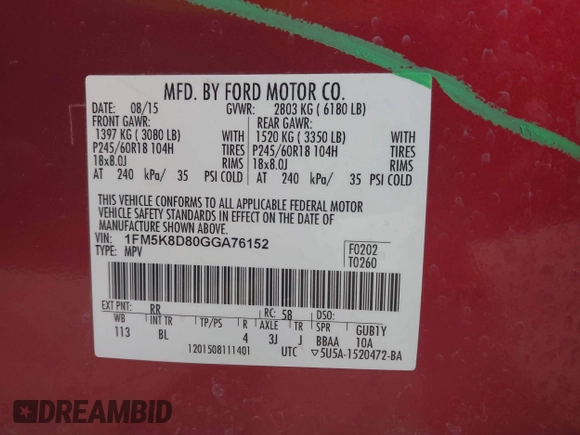 MFD. BY FORD MOTOR CO.
DATE: 08/15 GVWR: 2803 KG ( 6180 LB)
FRONT GAWR: REAR GAWR:
1397 KG ( 3080 LB) WITH 1520 KG ( 3350 LB) WITH
P245/60R18 104H TIRES P245/60R18 104H TIRES
18x8.0J RIMS 18x8.0J RIMS
AT 240 kPa/ 35 PSI COLD AT 240 kPa/ 35 PSI COLD
THIS VEHICLE CONFORMS TO ALL APPLICABLE FEDERAL MOTOR
VEHICLE SAFETY STANDARDS IN EFFECT ON THE DATE OF
MANUFACTURE SHOWN ABOVE.
VIN: 1FM5K8D80GGA76152 F0202
TYPE: MPV T0260
EXT PNT: RR RC: 58 DSO:
WB INT TR TP/PS R AXLE TR SPR GUB1Y
113 BL 4 3J J BBAA 10A
1201508111401 UTC ▽5U5A-1520472-BA
DREAMBID